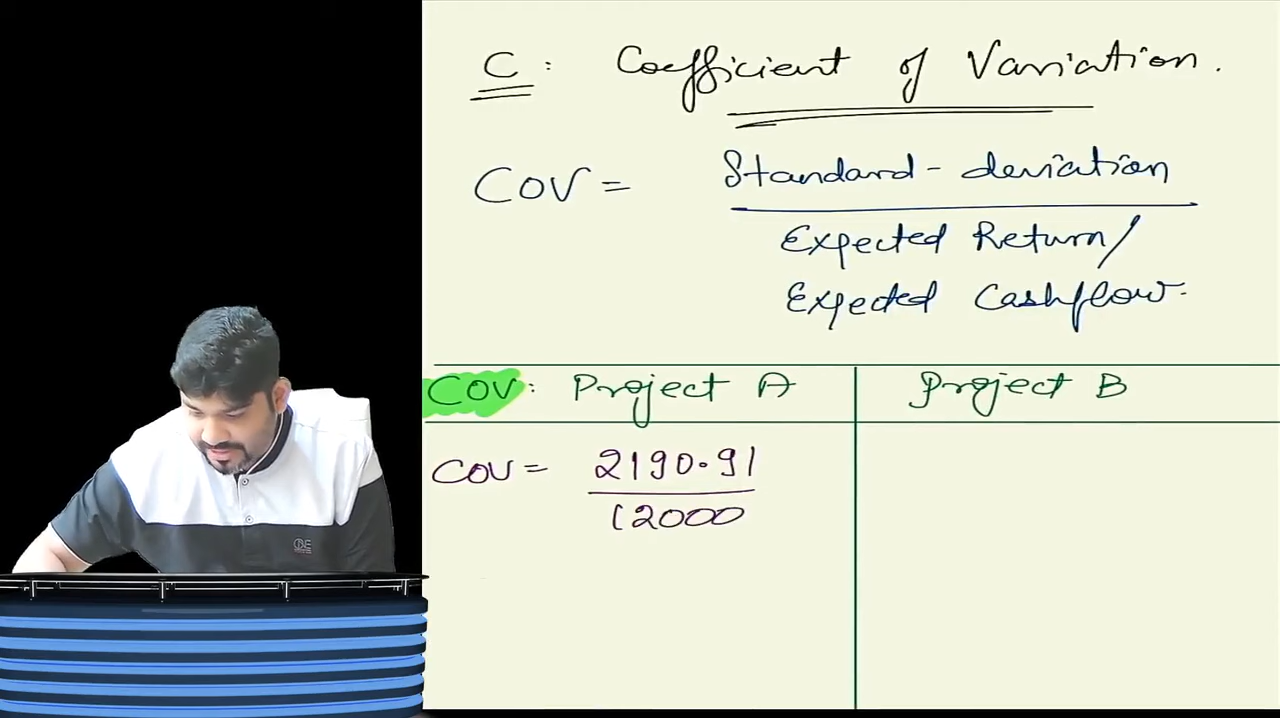 C : Coefficient of Variation.
COV = Standard-deviation
Expected Return/
Expected Cashflow.
COV: Project A
Project B
COV = 2190.91
12000